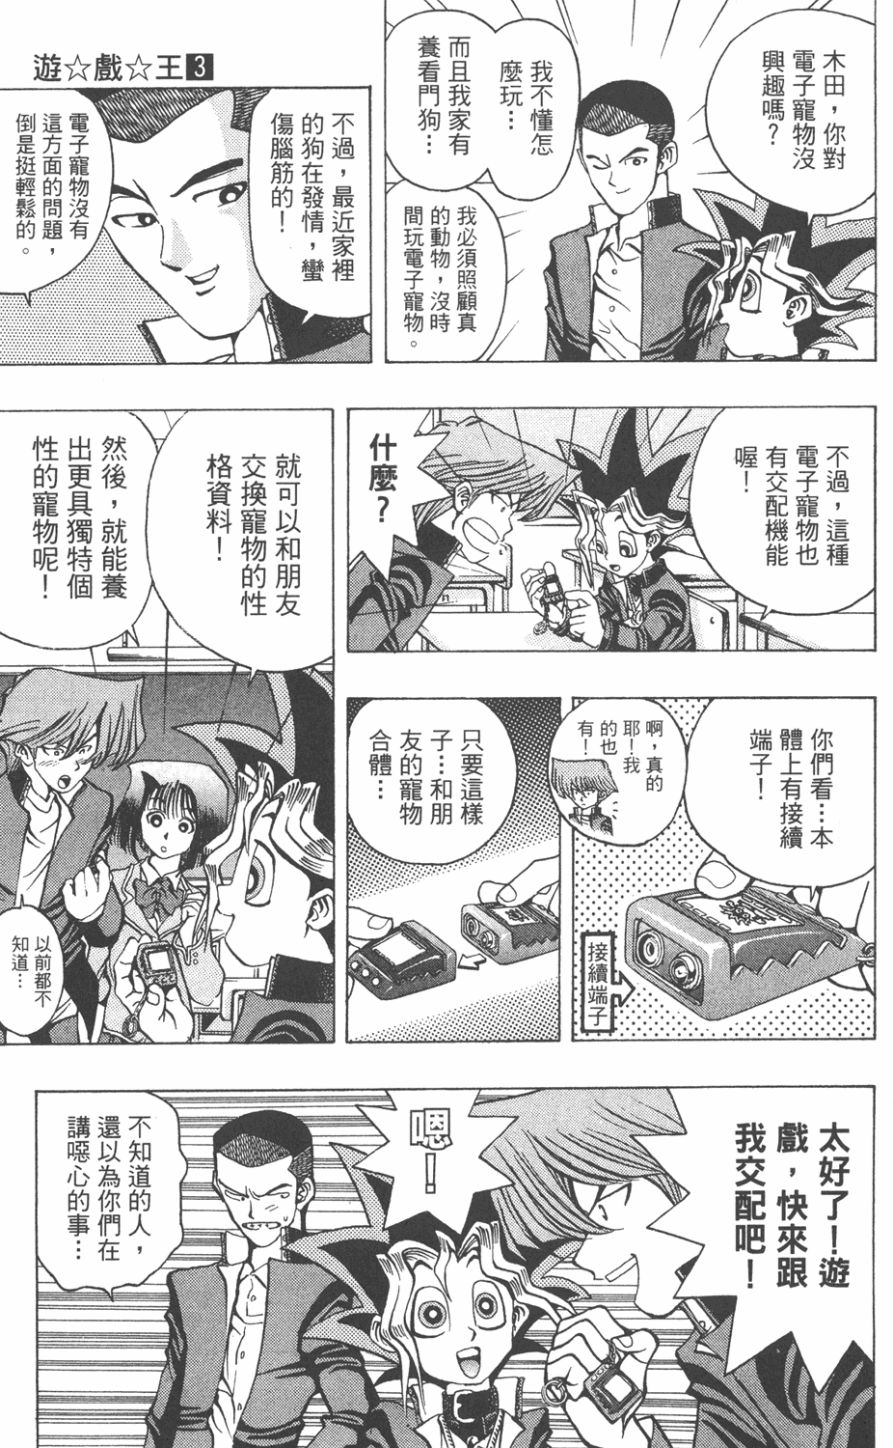 遊☆戲☆王3
木田，你對
電子寵物沒
興趣嗎？
我不懂怎
麼玩…
而且我家有
養看門狗…
我必須照顧真
的動物，沒時
間玩電子寵物。
不過，最近家裡
的狗在發情，蠻
傷腦筋的！
電子寵物沒有
這方面的問題，
倒是挺輕鬆的。
不過，這種
電子寵物也
有交配機能
喔！
什麼？
你們看…本
體上有接續
端子！
啊，真的
耶！我
的也
有！
接續端子
只要這樣
子…和朋
友的寵物
合體…
就可以和朋友
交換寵物的性
格資料！
然後，就能養
出更具獨特個
性的寵物呢！
以前都不
知道…
太好了！遊
戲，快來跟
我交配吧！
嗯！
不知道的人，
還以為你們在
講噁心的事…